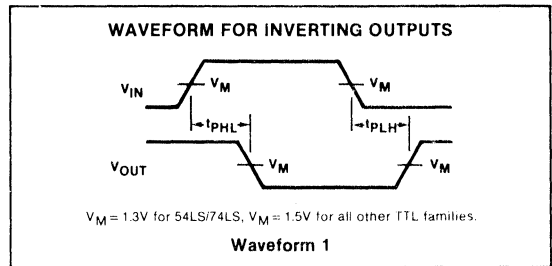 WAVEFORM FOR INVERTING OUTPUTS
VIN
VM
VM
tPHL
tPLH
VOUT
VM
VM
VM = 1.3V for 54LS/74LS, VM = 1.5V for all other TTL families.
Waveform 1